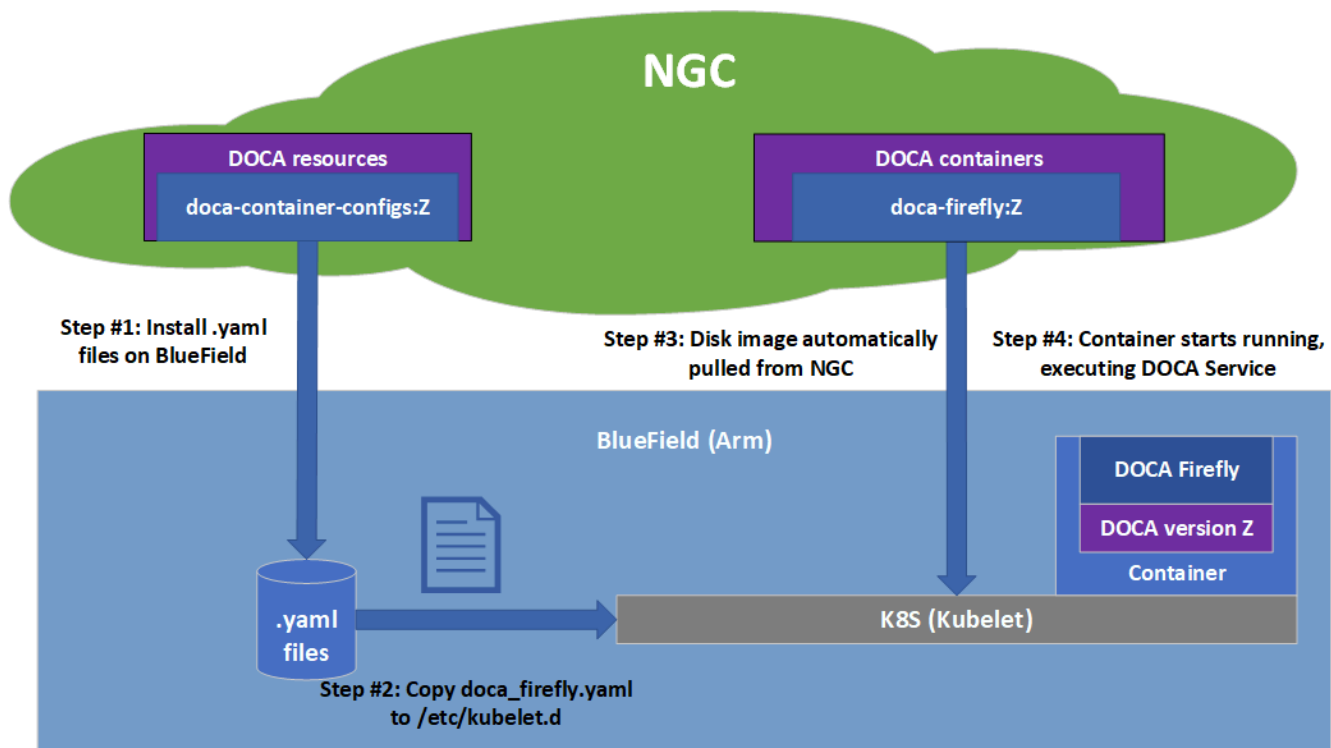 NGC
DOCA resources
doca-container-configs:Z
DOCA containers
doca-firefly:Z
Step #1: Install .yaml
files on BlueField
Step #3: Disk image automatically
pulled from NGC
Step #4: Container starts running,
executing DOCA Service
BlueField (Arm)
DOCA Firefly
DOCA version Z
Container
.yaml
files
K8S (Kubelet)
Step #2: Copy doca_firefly.yaml
to /etc/kubelet.d